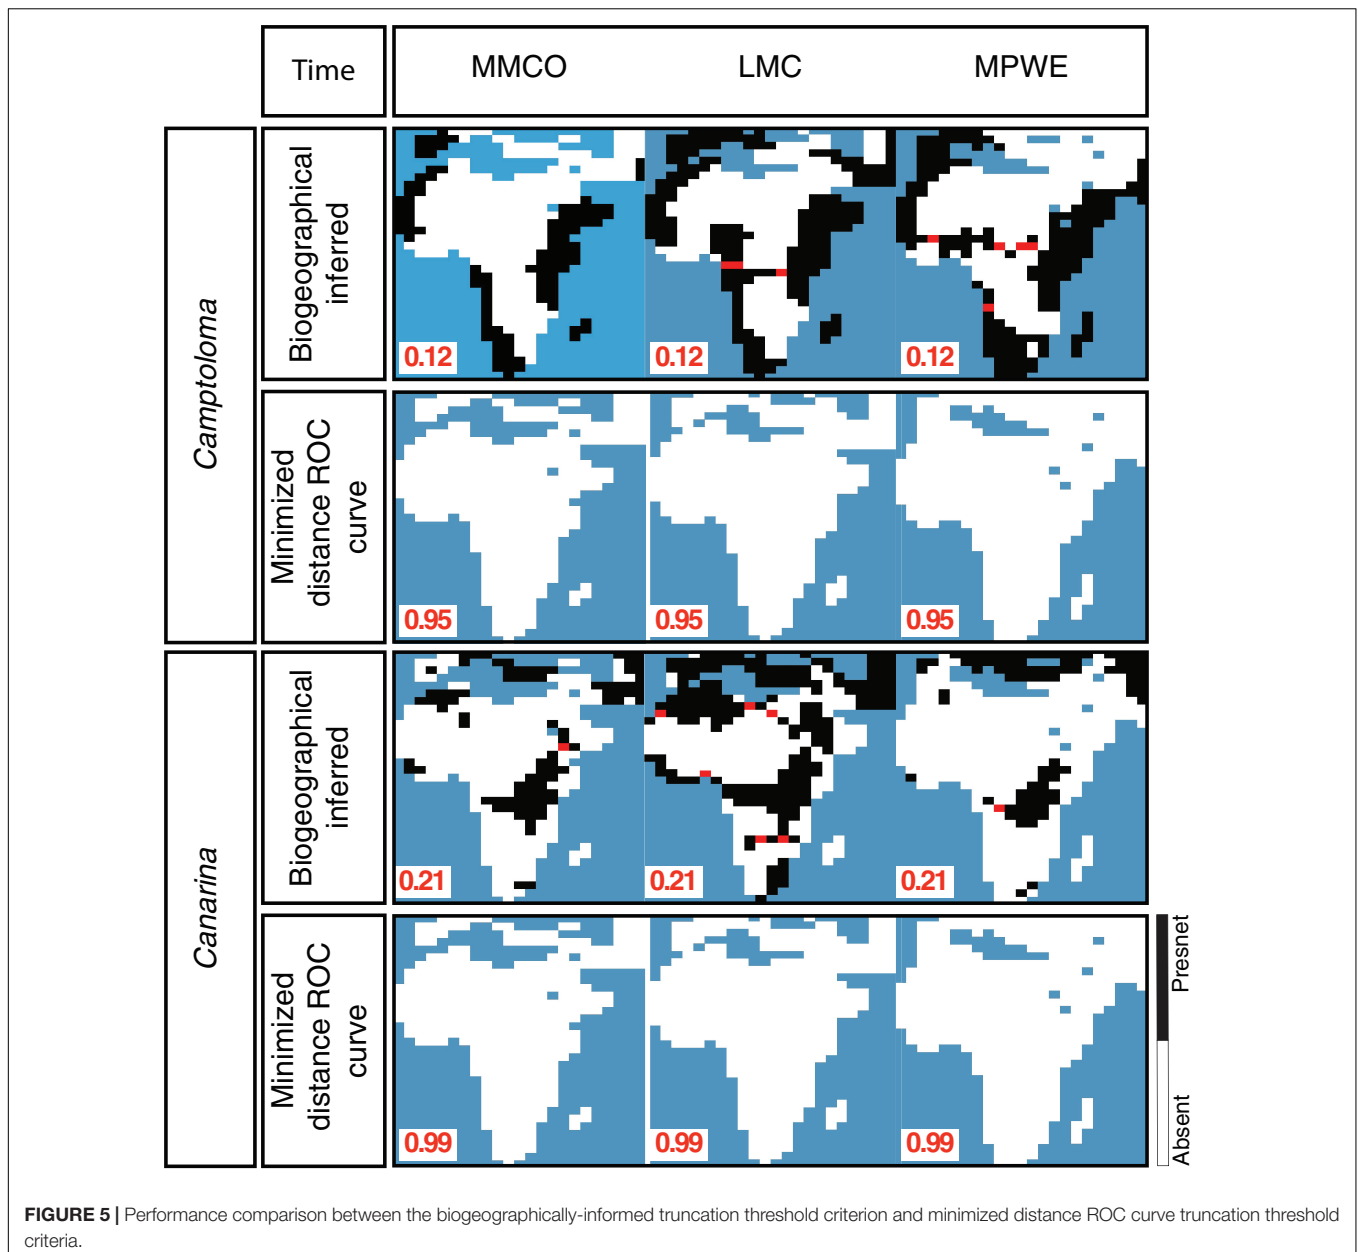 Time
MMCO
LMC
MPWE
Camptoloma
Biogeographical
inferred
0.12
0.12
0.12
Minimized
distance ROC
curve
0.95
0.95
0.95
Canarina
Biogeographical
inferred
0.21
0.21
0.21
Minimized
distance ROC
curve
0.99
0.99
0.99
Presnet
Absent
FIGURE 5 | Performance comparison between the biogeographically-informed truncation threshold criterion and minimized distance ROC curve truncation threshold
criteria.